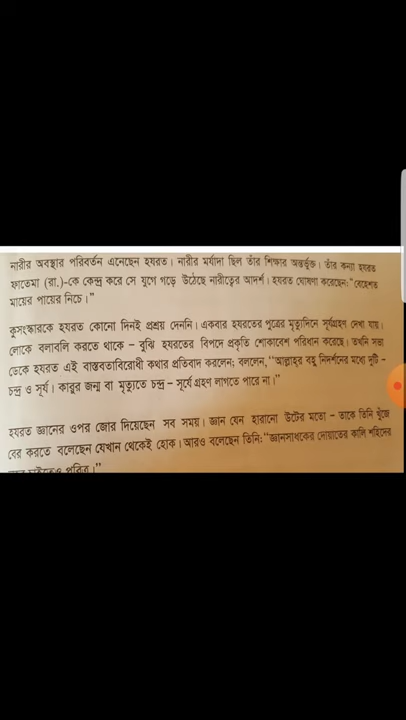 নারীর অবস্থার পরিবর্তন এনেছেন হযরত। নারীর মর্যাদা ছিল তাঁর শিক্ষার অন্তর্ভুক্ত। তাঁর কন্যা হযরত
ফাতেমা (রা.)-কে কেন্দ্র করে সে যুগে গড়ে উঠেছে নারীত্বের আদর্শ। হযরত ঘোষণা করেছেন: “বেহেশত
মায়ের পায়ের নিচে।”
কুসংস্কারকে হযরত কোনো দিনই প্রশ্রয় দেননি। একবার হযরতের পুত্রের মৃত্যুদিনে সূর্যগ্রহণ দেখা যায়।
লোকে বলাবলি করতে থাকে – বুঝি হযরতের বিপদে প্রকৃতি শোকাবেশ পরিধান করেছে। তখনি সভা
ডেকে হযরত এই বাস্তবতাবিরোধী কথার প্রতিবাদ করলেন; বললেন, “আল্লাহ্‌র বহু নিদর্শনের মধ্যে দুটি –
চন্দ্র ও সূর্য। কারুর জন্ম বা মৃত্যুতে চন্দ্র – সূর্যে গ্রহণ লাগতে পারে না।”
হযরত জ্ঞানের ওপর জোর দিয়েছেন সব সময়। জ্ঞান যেন হারানো উটের মতো – তাকে তিনি খুঁজে
বের করতে বলেছেন যেখান থেকেই হোক। আরও বলেছেন তিনি: “জ্ঞানসাধকের দোয়াতের কালি শহিদের
চাইতেও পবিত্র।”